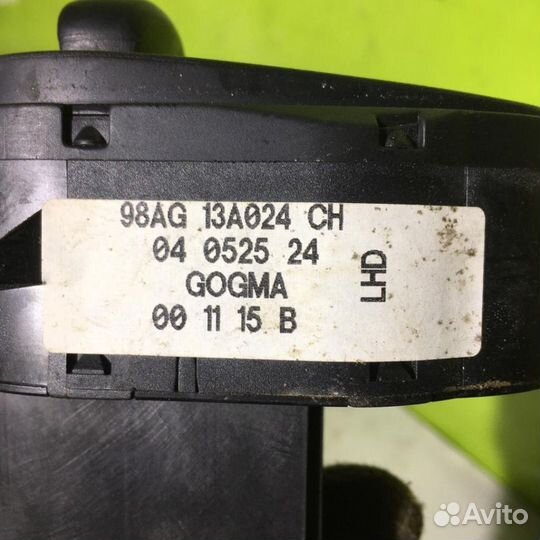 98AG 13A024 CH
04 0525 24
GOGMA
00 11 15 B
LHD
Avito